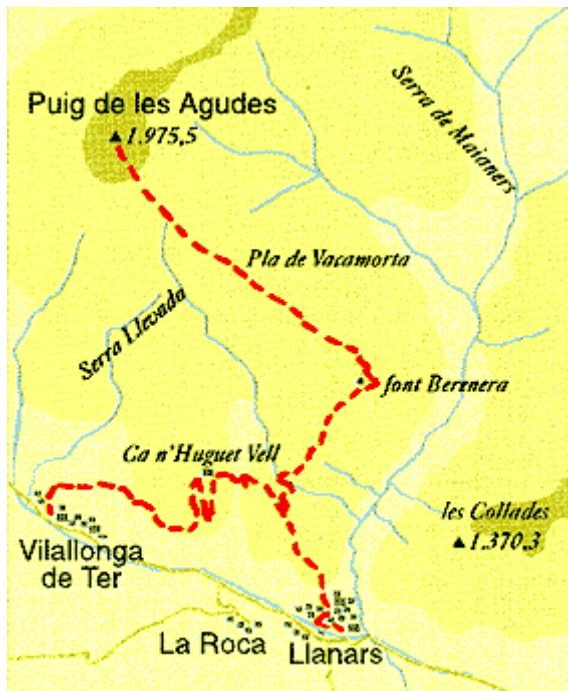 Puig de les Agudes
1.975,5
Serra de Maianers
Pla de Vacamorta
Serra Llevada
font Berenera
Ca n'Huguet Vell
les Collades
1.370,3
Vilallonga
de Ter
La Roca
Llanars